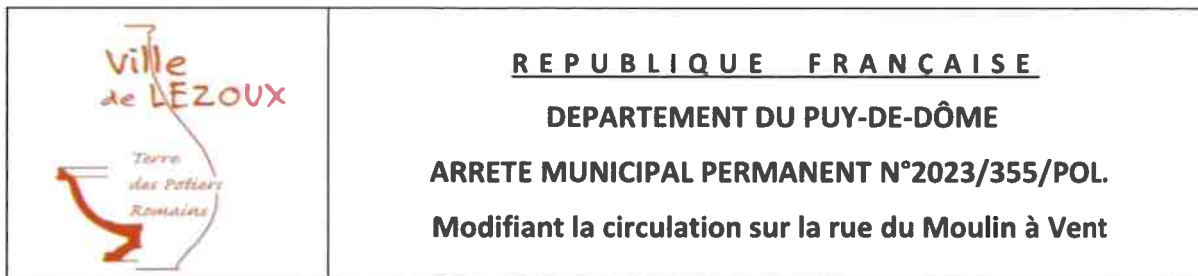 Ville
de LEZOUX
Terre
des Potiers
Romains
REPUBLIQUE FRANÇAISE
DEPARTEMENT DU PUY-DE-DÔME
ARRETE MUNICIPAL PERMANENT N°2023/355/POL.
Modifiant la circulation sur la rue du Moulin à Vent